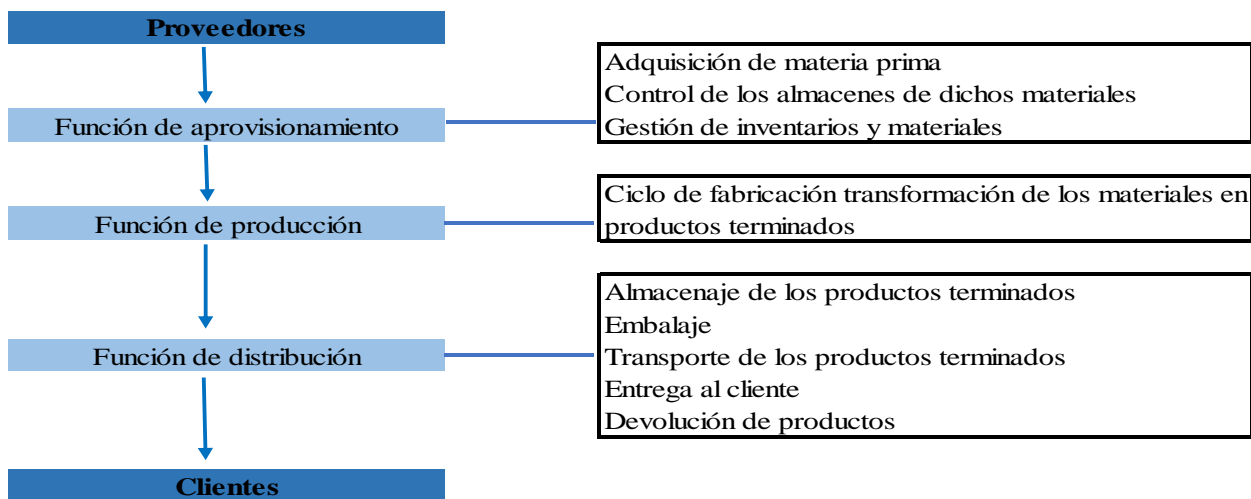 Proveedores
Función de aprovisionamiento
Adquisición de materia prima
Control de los almacenes de dichos materiales
Gestión de inventarios y materiales
Función de producción
Ciclo de fabricación transformación de los materiales en
productos terminados
Función de distribución
Almacenaje de los productos terminados
Embalaje
Transporte de los productos terminados
Entrega al cliente
Devolución de productos
Clientes